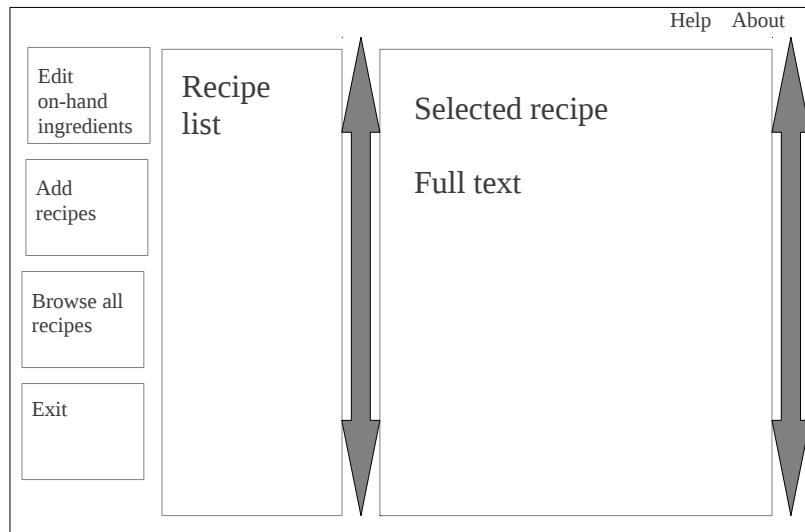 Help About
Edit
on-hand
ingredients
Add
recipes
Browse all
recipes
Exit
Recipe
list
Selected recipe
Full text